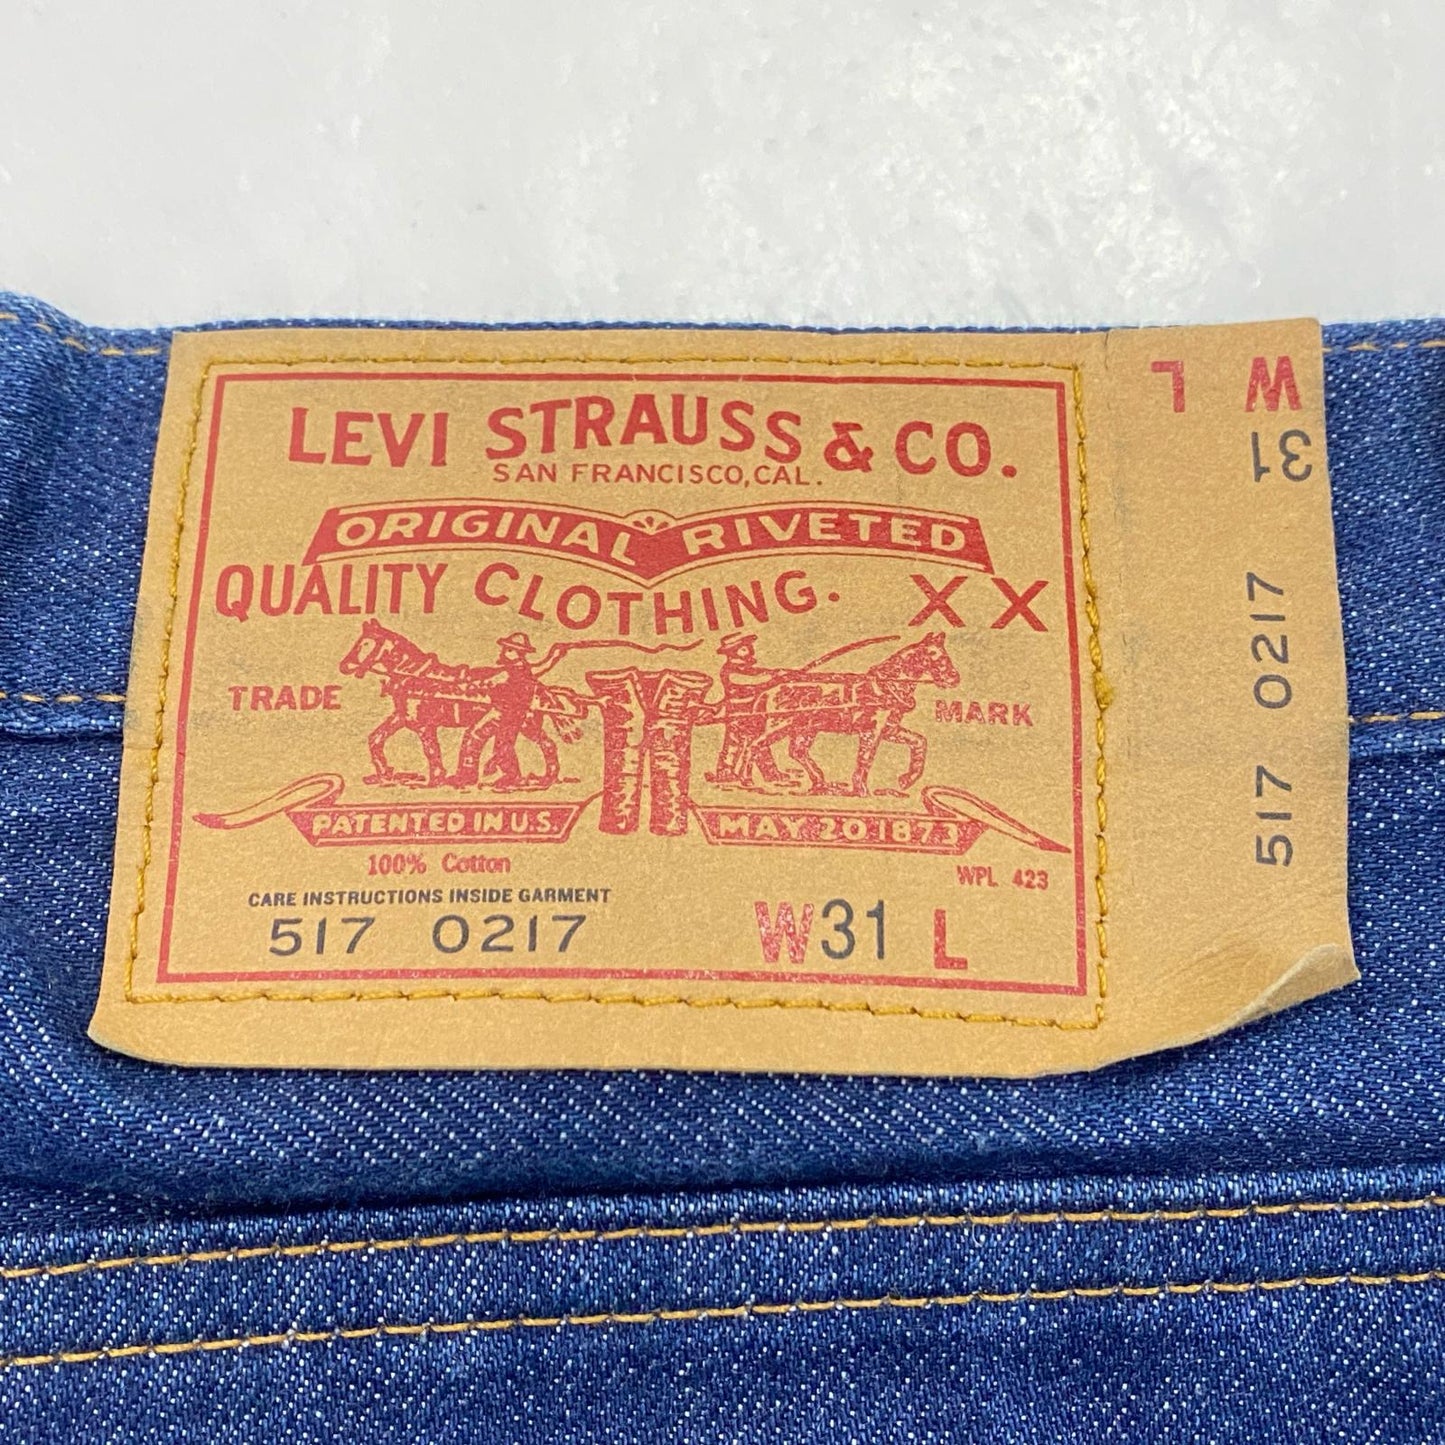 LEVI STRAUSS & CO.
SAN FRANCISCO, CAL.
ORIGINAL RIVETED
QUALITY CLOTHING. XX
TRADE MARK
PATENTED IN U.S. MAY 20 1873
100% Cotton WPL 423
CARE INSTRUCTIONS INSIDE GARMENT
517 0217 W31 L
W L
31
517 0217